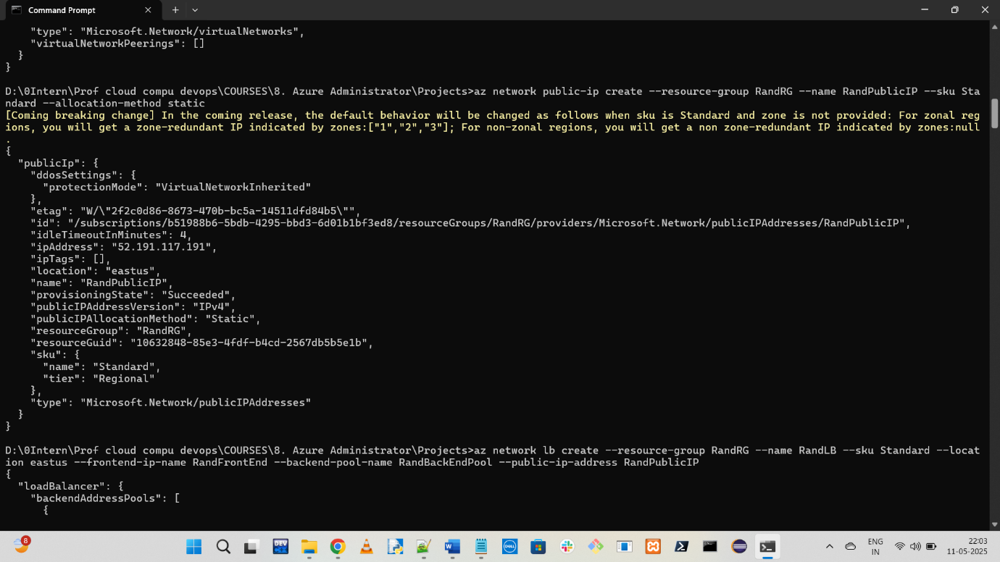 Command Prompt
"type": "Microsoft.Network/virtualNetworks",
"virtualNetworkPeerings": []
}
}
D:\0Intern\Prof cloud compu devops\COURSES\8. Azure Administrator\Projects>az network public-ip create --resource-group RandRG --name RandPublicIP --sku Sta
ndard --allocation-method static
[Coming breaking change] In the coming release, the default behavior will be changed as follows when sku is Standard and zone is not provided: For zonal reg
ions, you will get a zone-redundant IP indicated by zones:["1","2","3"]; For non-zonal regions, you will get a non zone-redundant IP indicated by zones:null
.
{
"publicIp": {
"ddosSettings": {
"protectionMode": "VirtualNetworkInherited"
},
"etag": "W/\"2f2c0d86-8673-470b-bc5a-14511dfd84b5\"",
"id": "/subscriptions/b51988b6-5bdb-4295-bbd3-6d01b1bf3ed8/resourceGroups/RandRG/providers/Microsoft.Network/publicIPAddresses/RandPublicIP",
"idleTimeoutInMinutes": 4,
"ipAddress": "52.191.117.191",
"ipTags": [],
"location": "eastus",
"name": "RandPublicIP",
"provisioningState": "Succeeded",
"publicIPAddressVersion": "IPv4",
"publicIPAllocationMethod": "Static",
"resourceGroup": "RandRG",
"resourceGuid": "10632848-85e3-4fdf-b4cd-2567db5b5e1b",
"sku": {
"name": "Standard",
"tier": "Regional"
},
"type": "Microsoft.Network/publicIPAddresses"
}
}
D:\0Intern\Prof cloud compu devops\COURSES\8. Azure Administrator\Projects>az network lb create --resource-group RandRG --name RandLB --sku Standard --locat
ion eastus --frontend-ip-name RandFrontEnd --backend-pool-name RandBackEndPool --public-ip-address RandPublicIP
{
"loadBalancer": {
"backendAddressPools": [
{
8
DEV
DELL
ENG
IN
22:03
11-05-2025